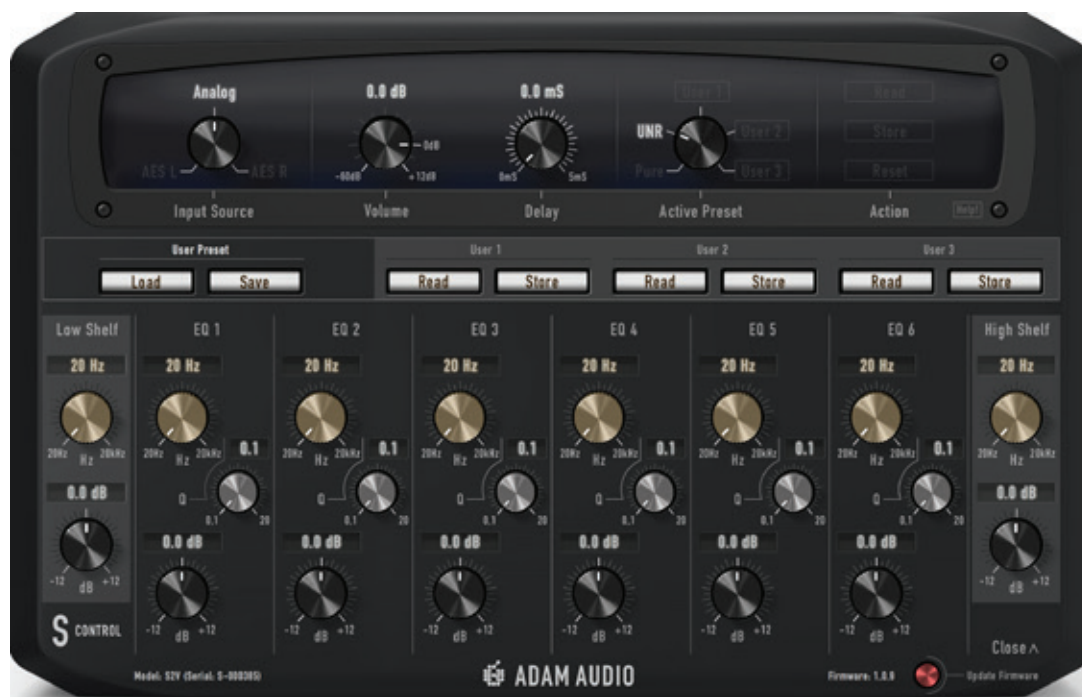 Analog
0.0 dB
0.0 mS
User 1
Read
UNR
User 2
Store
0dB
AES L
AES R
-60dB
+12dB
0mS
5mS
Pure
User 3
Reset
Input Source
Volume
Delay
Active Preset
Action
Help!
User Preset
User 1
User 2
User 3
Load
Save
Read
Store
Read
Store
Read
Store
Low Shelf
EQ 1
EQ 2
EQ 3
EQ 4
EQ 5
EQ 6
High Shelf
20 Hz
20 Hz
20 Hz
20 Hz
20 Hz
20 Hz
20 Hz
20 Hz
20Hz Hz 20kHz
20Hz Hz 20kHz
20Hz Hz 20kHz
20Hz Hz 20kHz
20Hz Hz 20kHz
20Hz Hz 20kHz
20Hz Hz 20kHz
20Hz Hz 20kHz
0.1
0.1
0.1
0.1
0.1
0.1
0.0 dB
Q
Q
Q
Q
Q
Q
0.0 dB
0.1 20
0.1 20
0.1 20
0.1 20
0.1 20
0.1 20
0.0 dB
0.0 dB
0.0 dB
0.0 dB
0.0 dB
0.0 dB
-12 dB +12
-12 dB +12
-12 dB +12
-12 dB +12
-12 dB +12
-12 dB +12
-12 dB +12
-12 dB +12
S CONTROL
Close
Model: S2V (Serial: S-000385)
ADAM AUDIO
Firmware: 1.0.9
Update Firmware